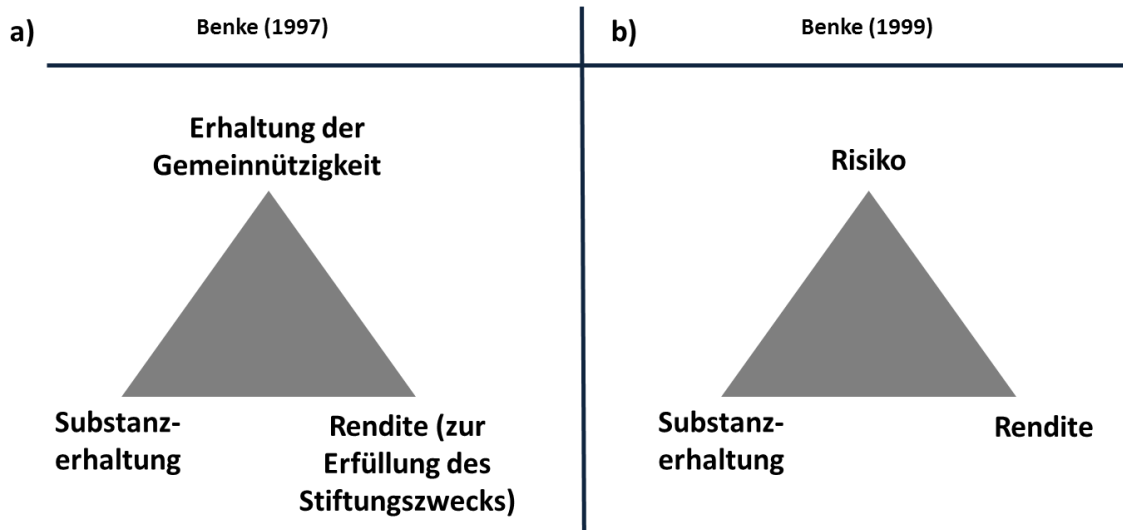 a)
Benke (1997)
Erhaltung der
Gemeinnützigkeit
Substanz-
erhaltung
Rendite (zur
Erfüllung des
Stiftungszwecks)
b)
Benke (1999)
Risiko
Substanz-
erhaltung
Rendite